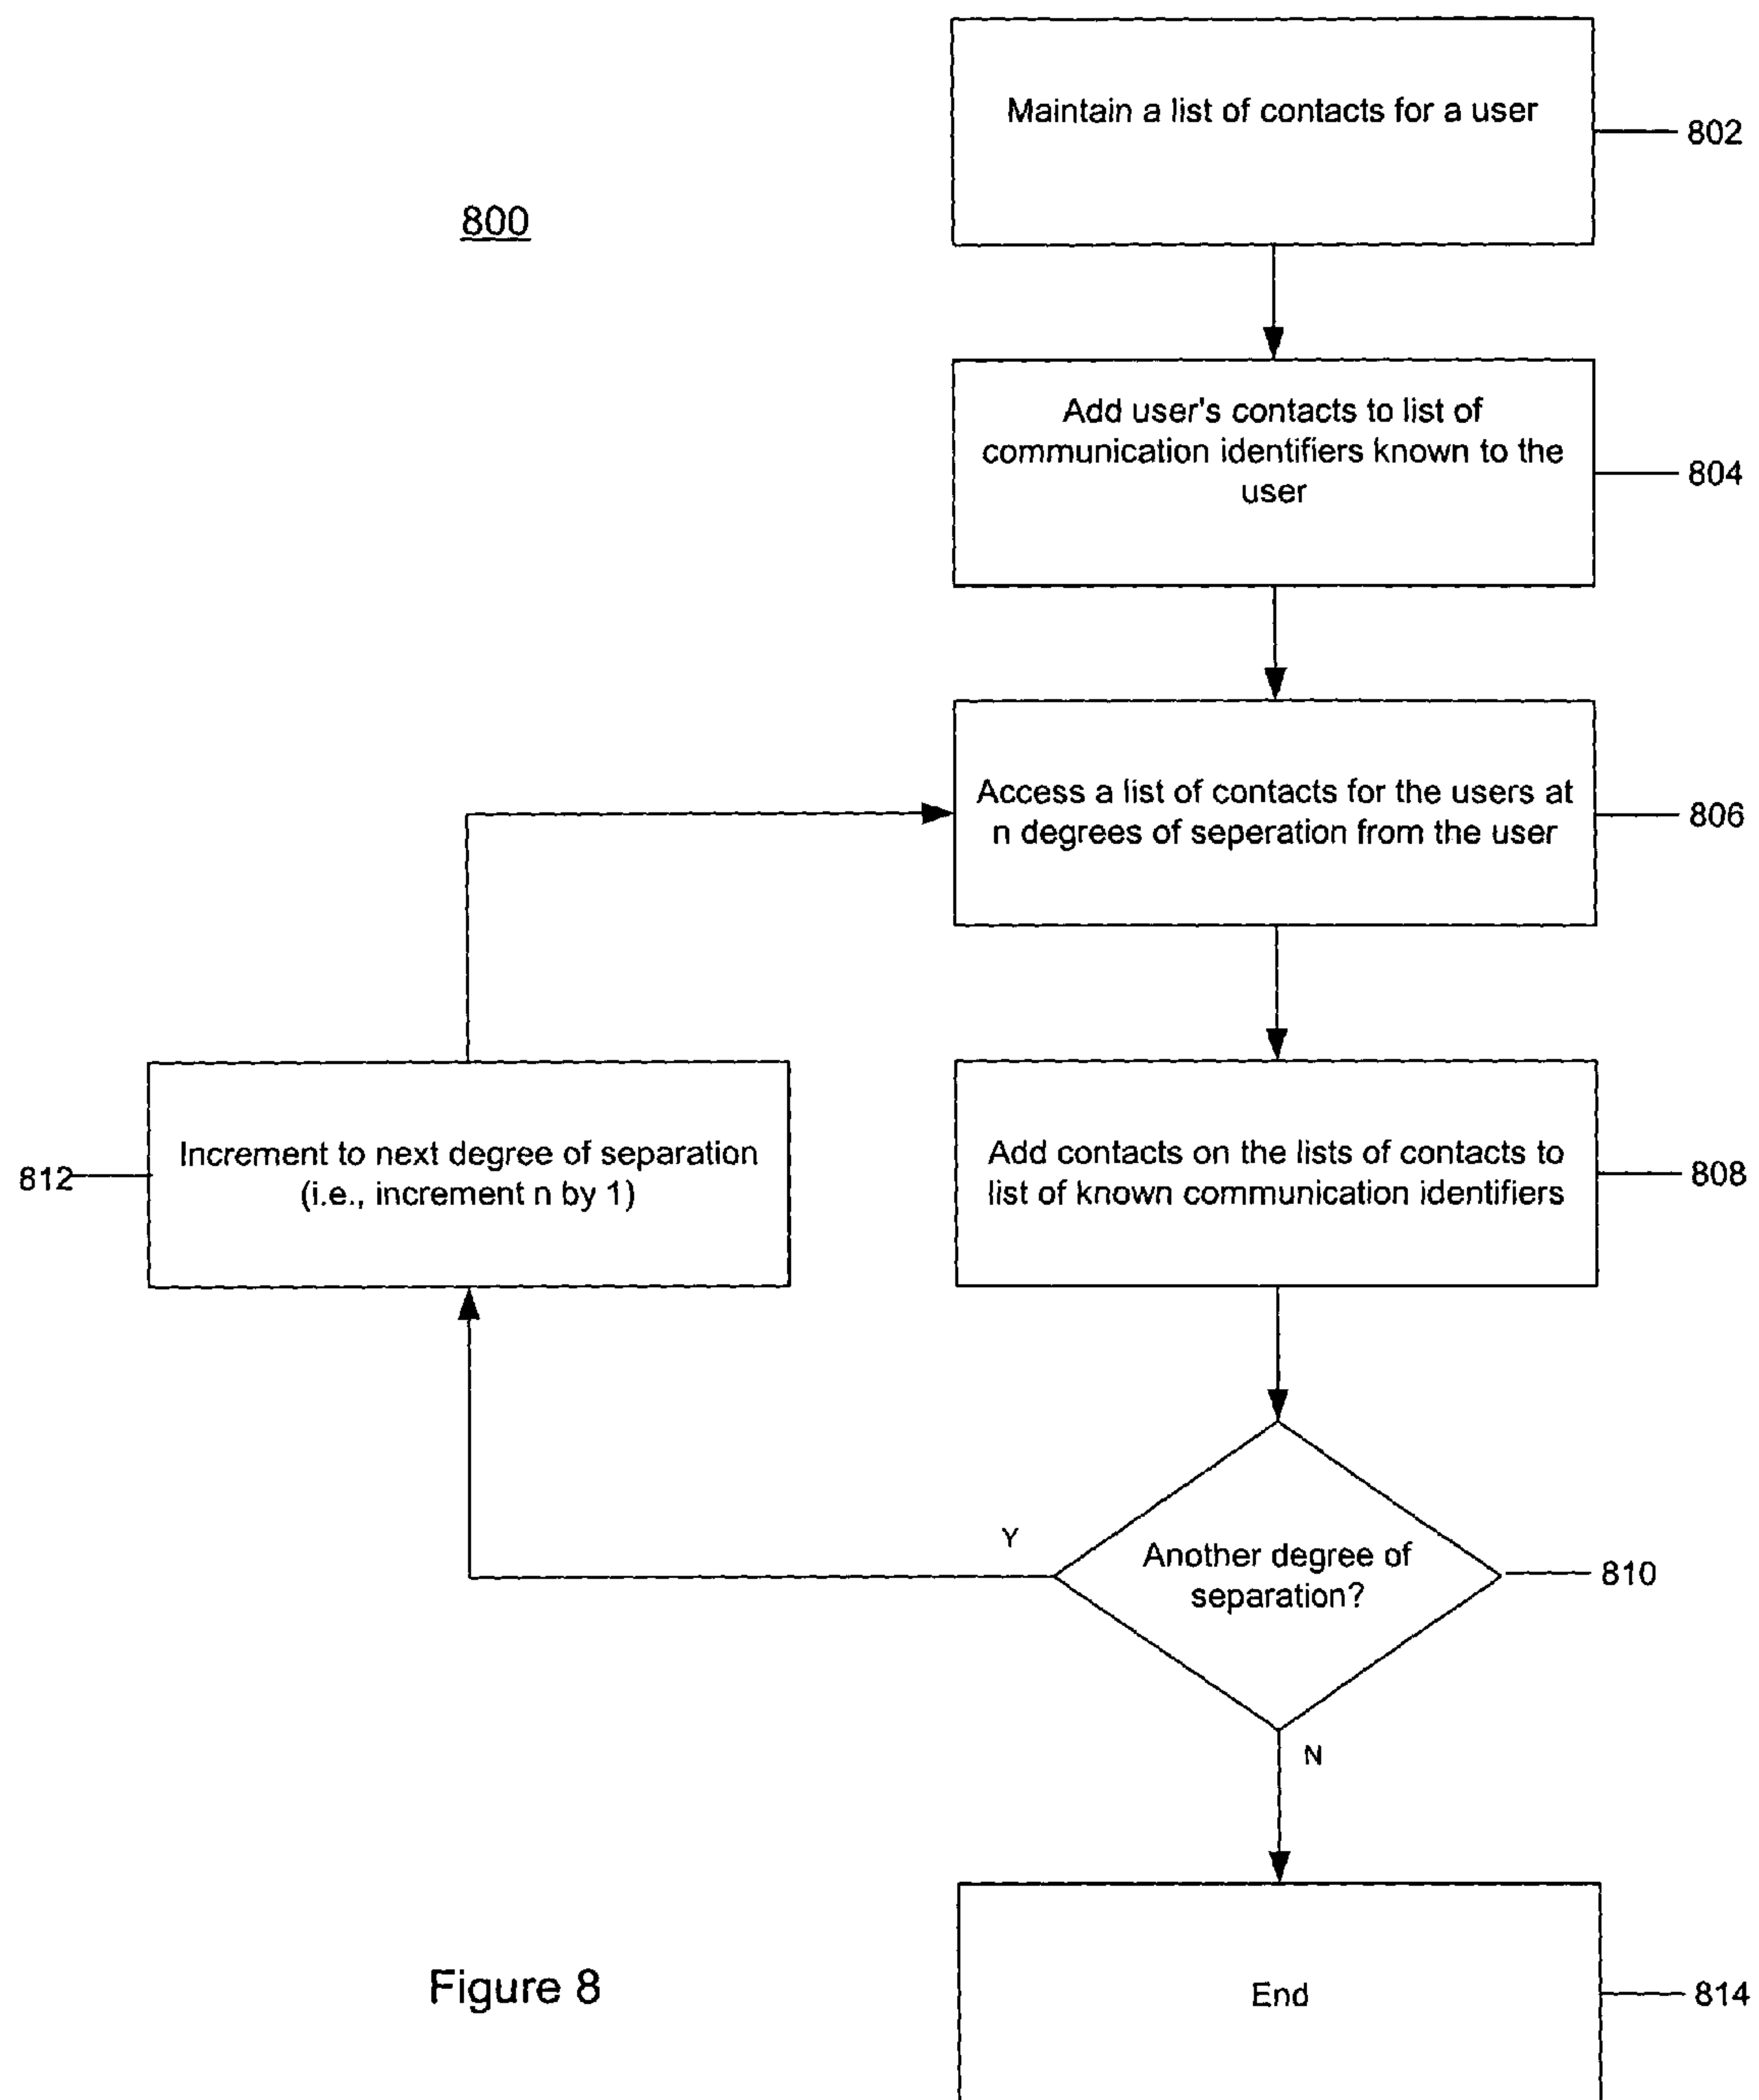 Maintain a list of contacts for a user
802
800
Add user's contacts to list of
communication identifiers known to the
user
804
Access a list of contacts for the users at
n degrees of seperation from the user
806
Increment to next degree of separation
(i.e., increment n by 1)
812
Add contacts on the lists of contacts to
list of known communication identifiers
808
Y
Another degree of
separation?
810
N
Figure 8
End
814